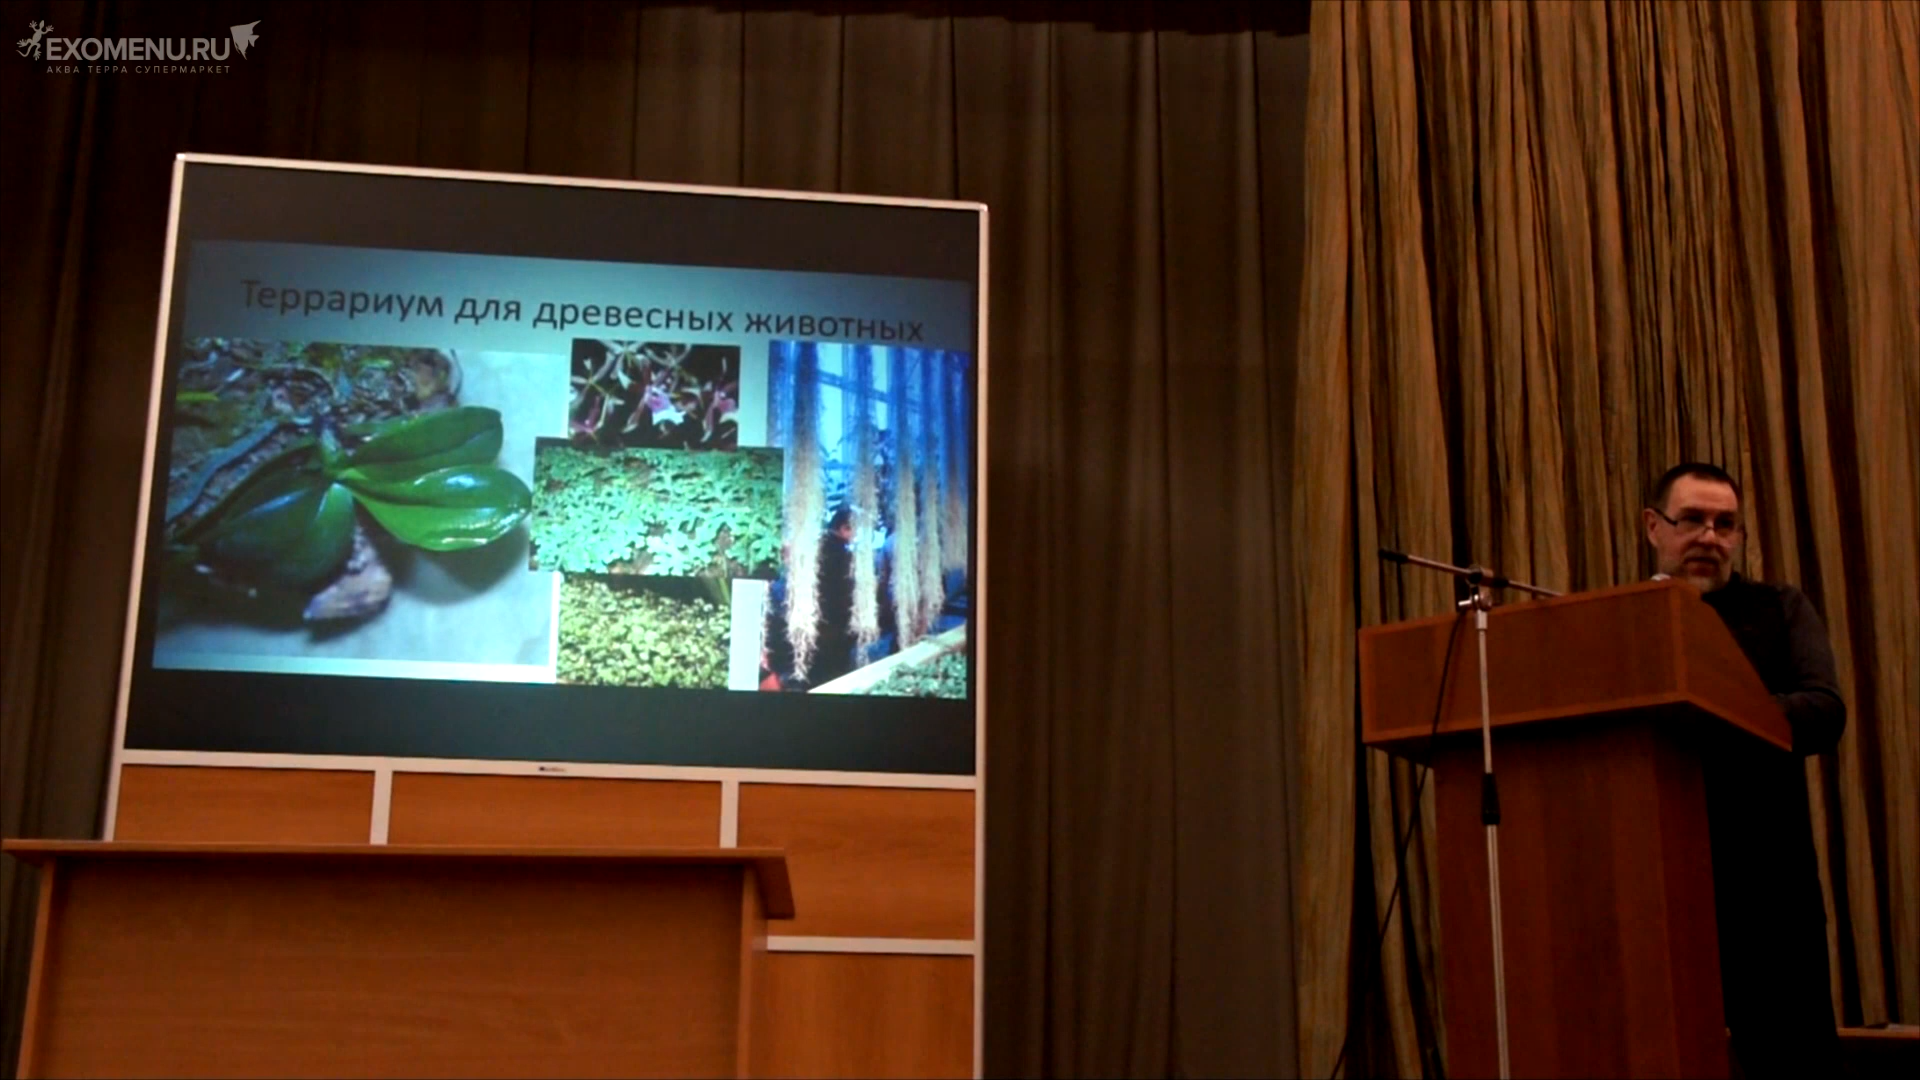 EXOMENU.RU
АКВА ТЕРРА СУПЕРМАРКЕТ
Террариум для древесных животных